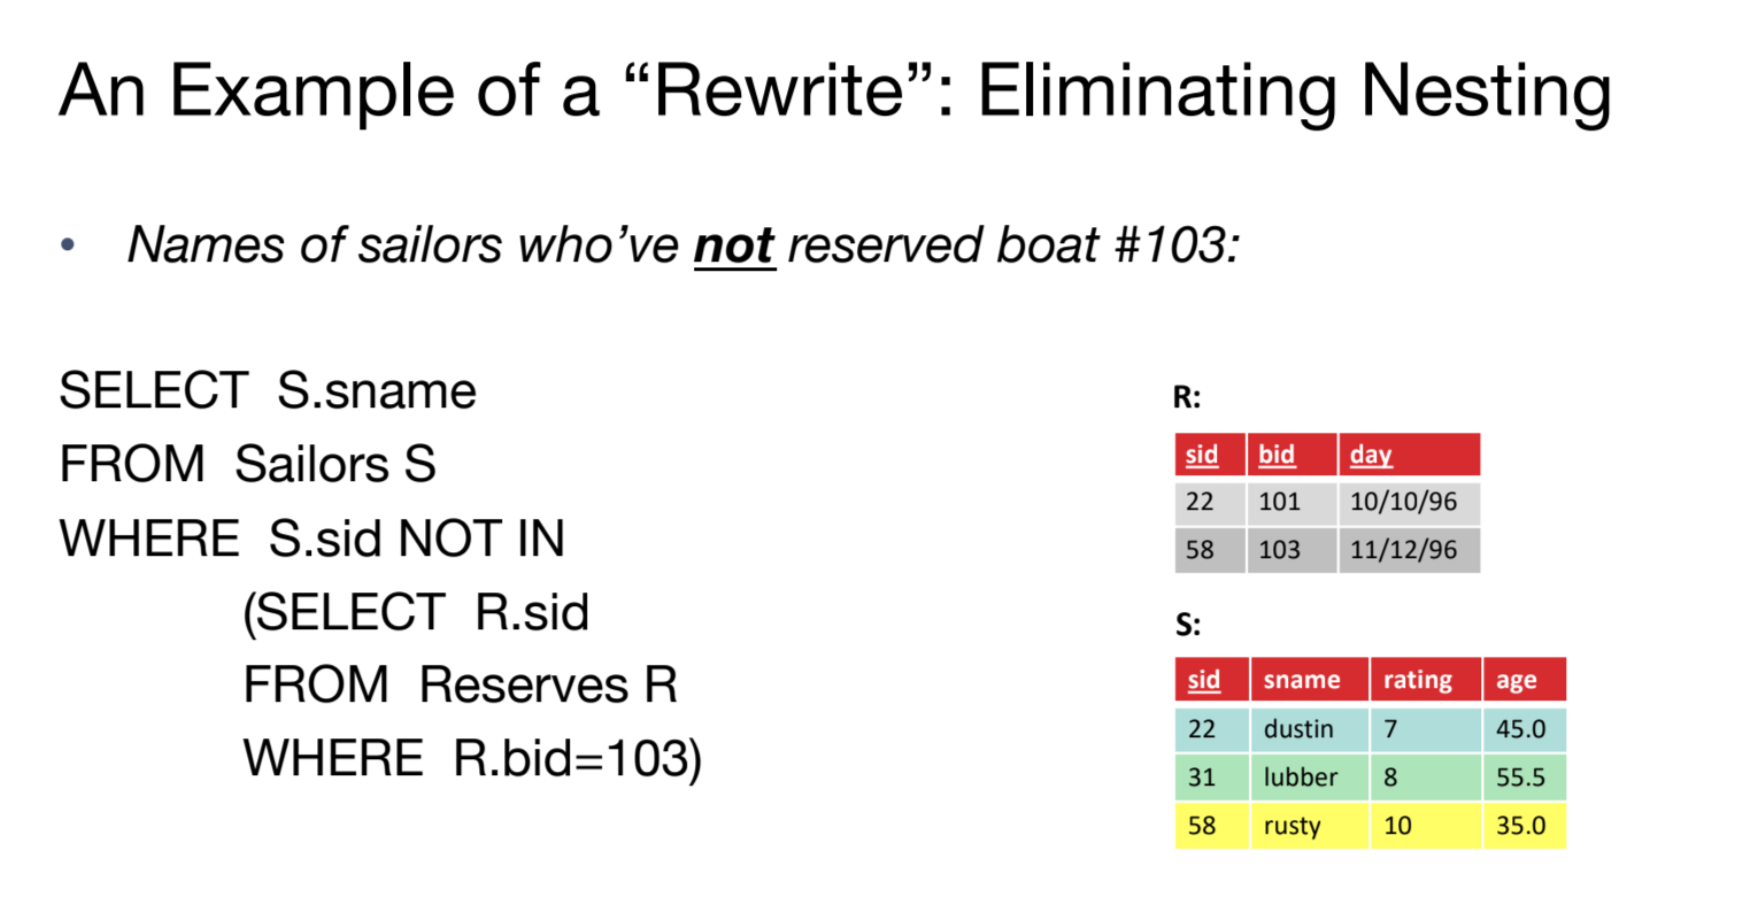 An Example of a “Rewrite”: Eliminating Nesting
• Names of sailors who’ve not reserved boat #103:
SELECT S.sname
FROM Sailors S
WHERE S.sid NOT IN
(SELECT R.sid
FROM Reserves R
WHERE R.bid=103)
R:
sid bid day
22 101 10/10/96
58 103 11/12/96
S:
sid sname rating age
22 dustin 7 45.0
31 lubber 8 55.5
58 rusty 10 35.0